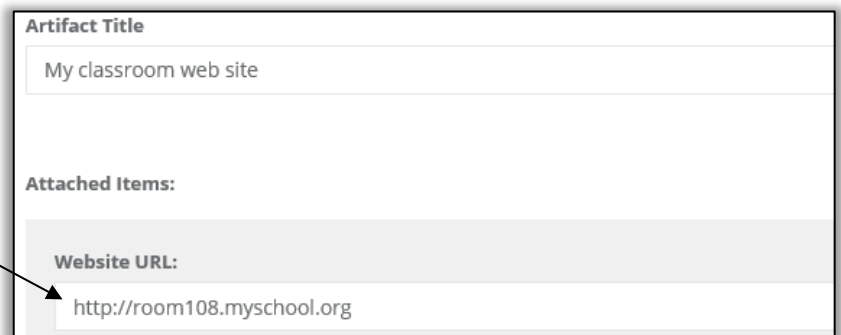 Artifact Title
My classroom web site
Attached Items:
Website URL:
http://room108.myschool.org